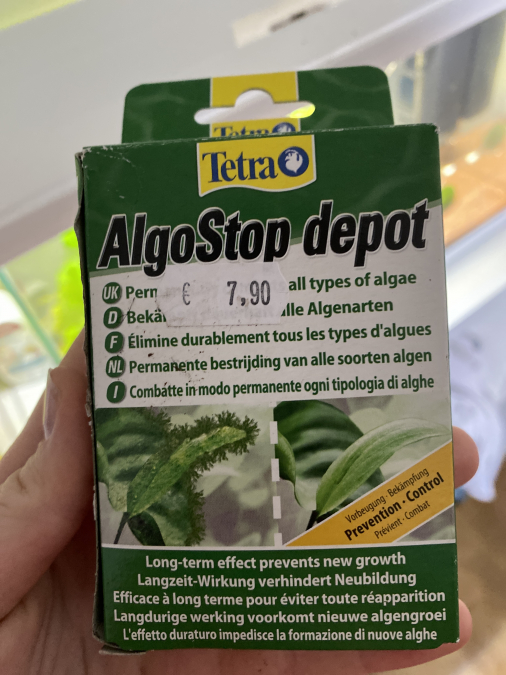 Tetra
Tetra
AlgoStop depot
UK Perm all types of algae
€ 7,90
D Bekä lle Algenarten
F Élimine durablement tous les types d'algues
NL Permanente bestrijding van alle soorten algen
I Combatte in modo permanente ogni tipologia di alghe
Vorbeugung · Bekämpfung
Prevention · Control
Prévient · Combat
Long-term effect prevents new growth
Langzeit-Wirkung verhindert Neubildung
Efficace à long terme pour éviter toute réapparition
Langdurige werking voorkomt nieuwe algengroei
L'effetto duraturo impedisce la formazione di nuove alghe